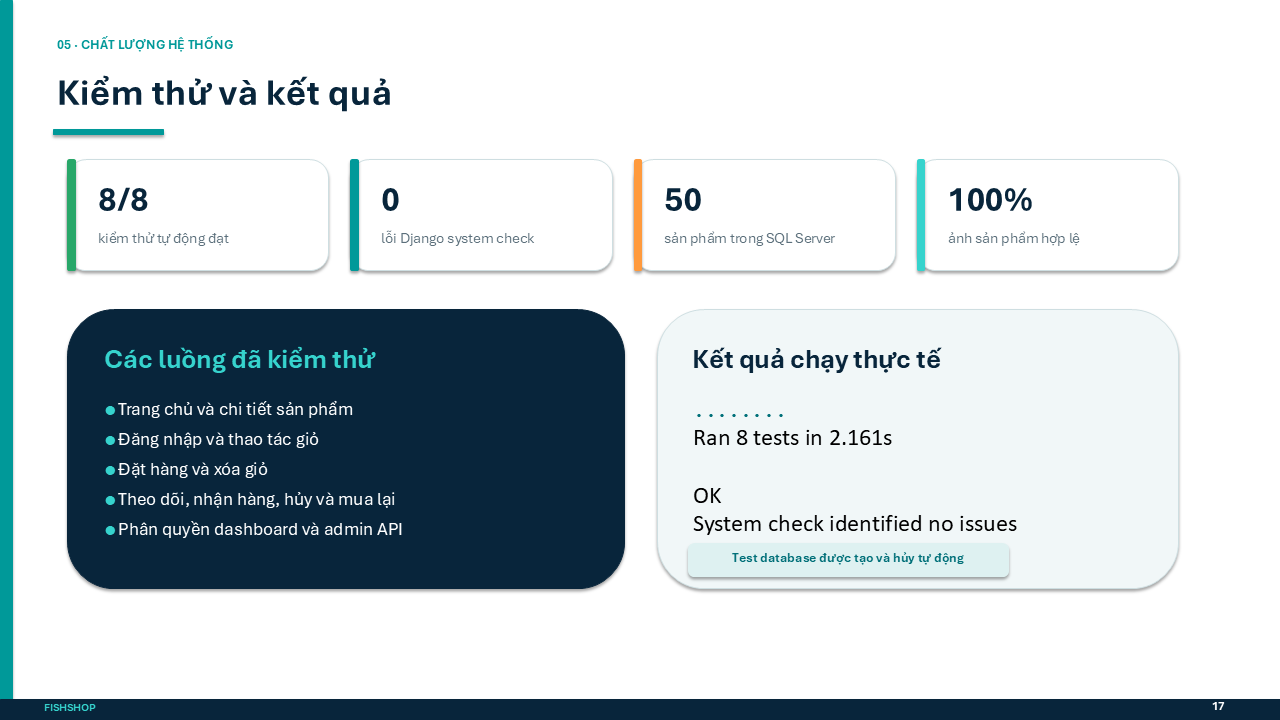 05 · CHẤT LƯỢNG HỆ THỐNG
Kiểm thử và kết quả
8/8
kiểm thử tự động đạt
0
lỗi Django system check
50
sản phẩm trong SQL Server
100%
ảnh sản phẩm hợp lệ
Các luồng đã kiểm thử
●Trang chủ và chi tiết sản phẩm
●Đăng nhập và thao tác giỏ
●Đặt hàng và xóa giỏ
●Theo dõi, nhận hàng, hủy và mua lại
●Phân quyền dashboard và admin API
Kết quả chạy thực tế
........
Ran 8 tests in 2.161s
OK
System check identified no issues
Test database được tạo và hủy tự động
FISHSHOP
17